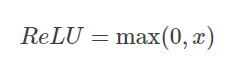 ReLU = max(0, x)